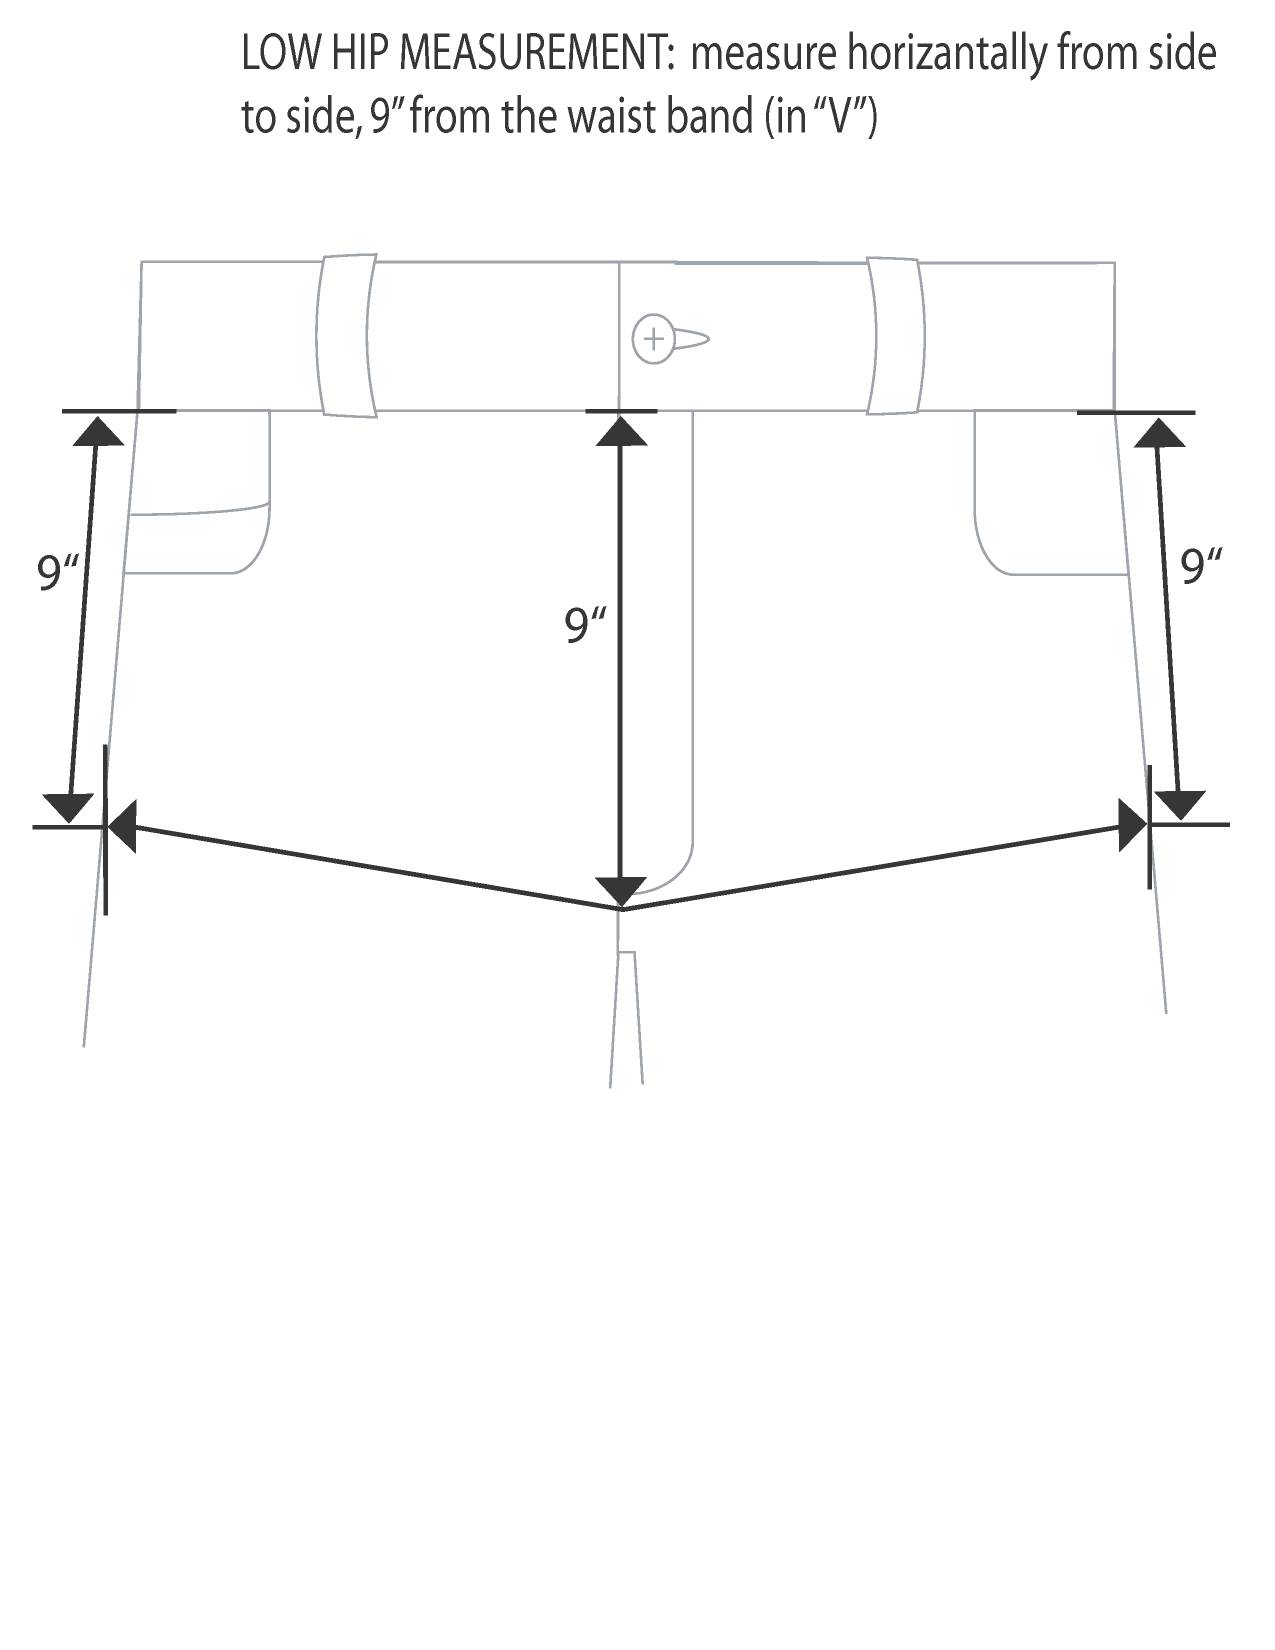 LOW HIP MEASUREMENT: measure horizantally from side
to side, 9” from the waist band (in “V”)
9“
9“
9“